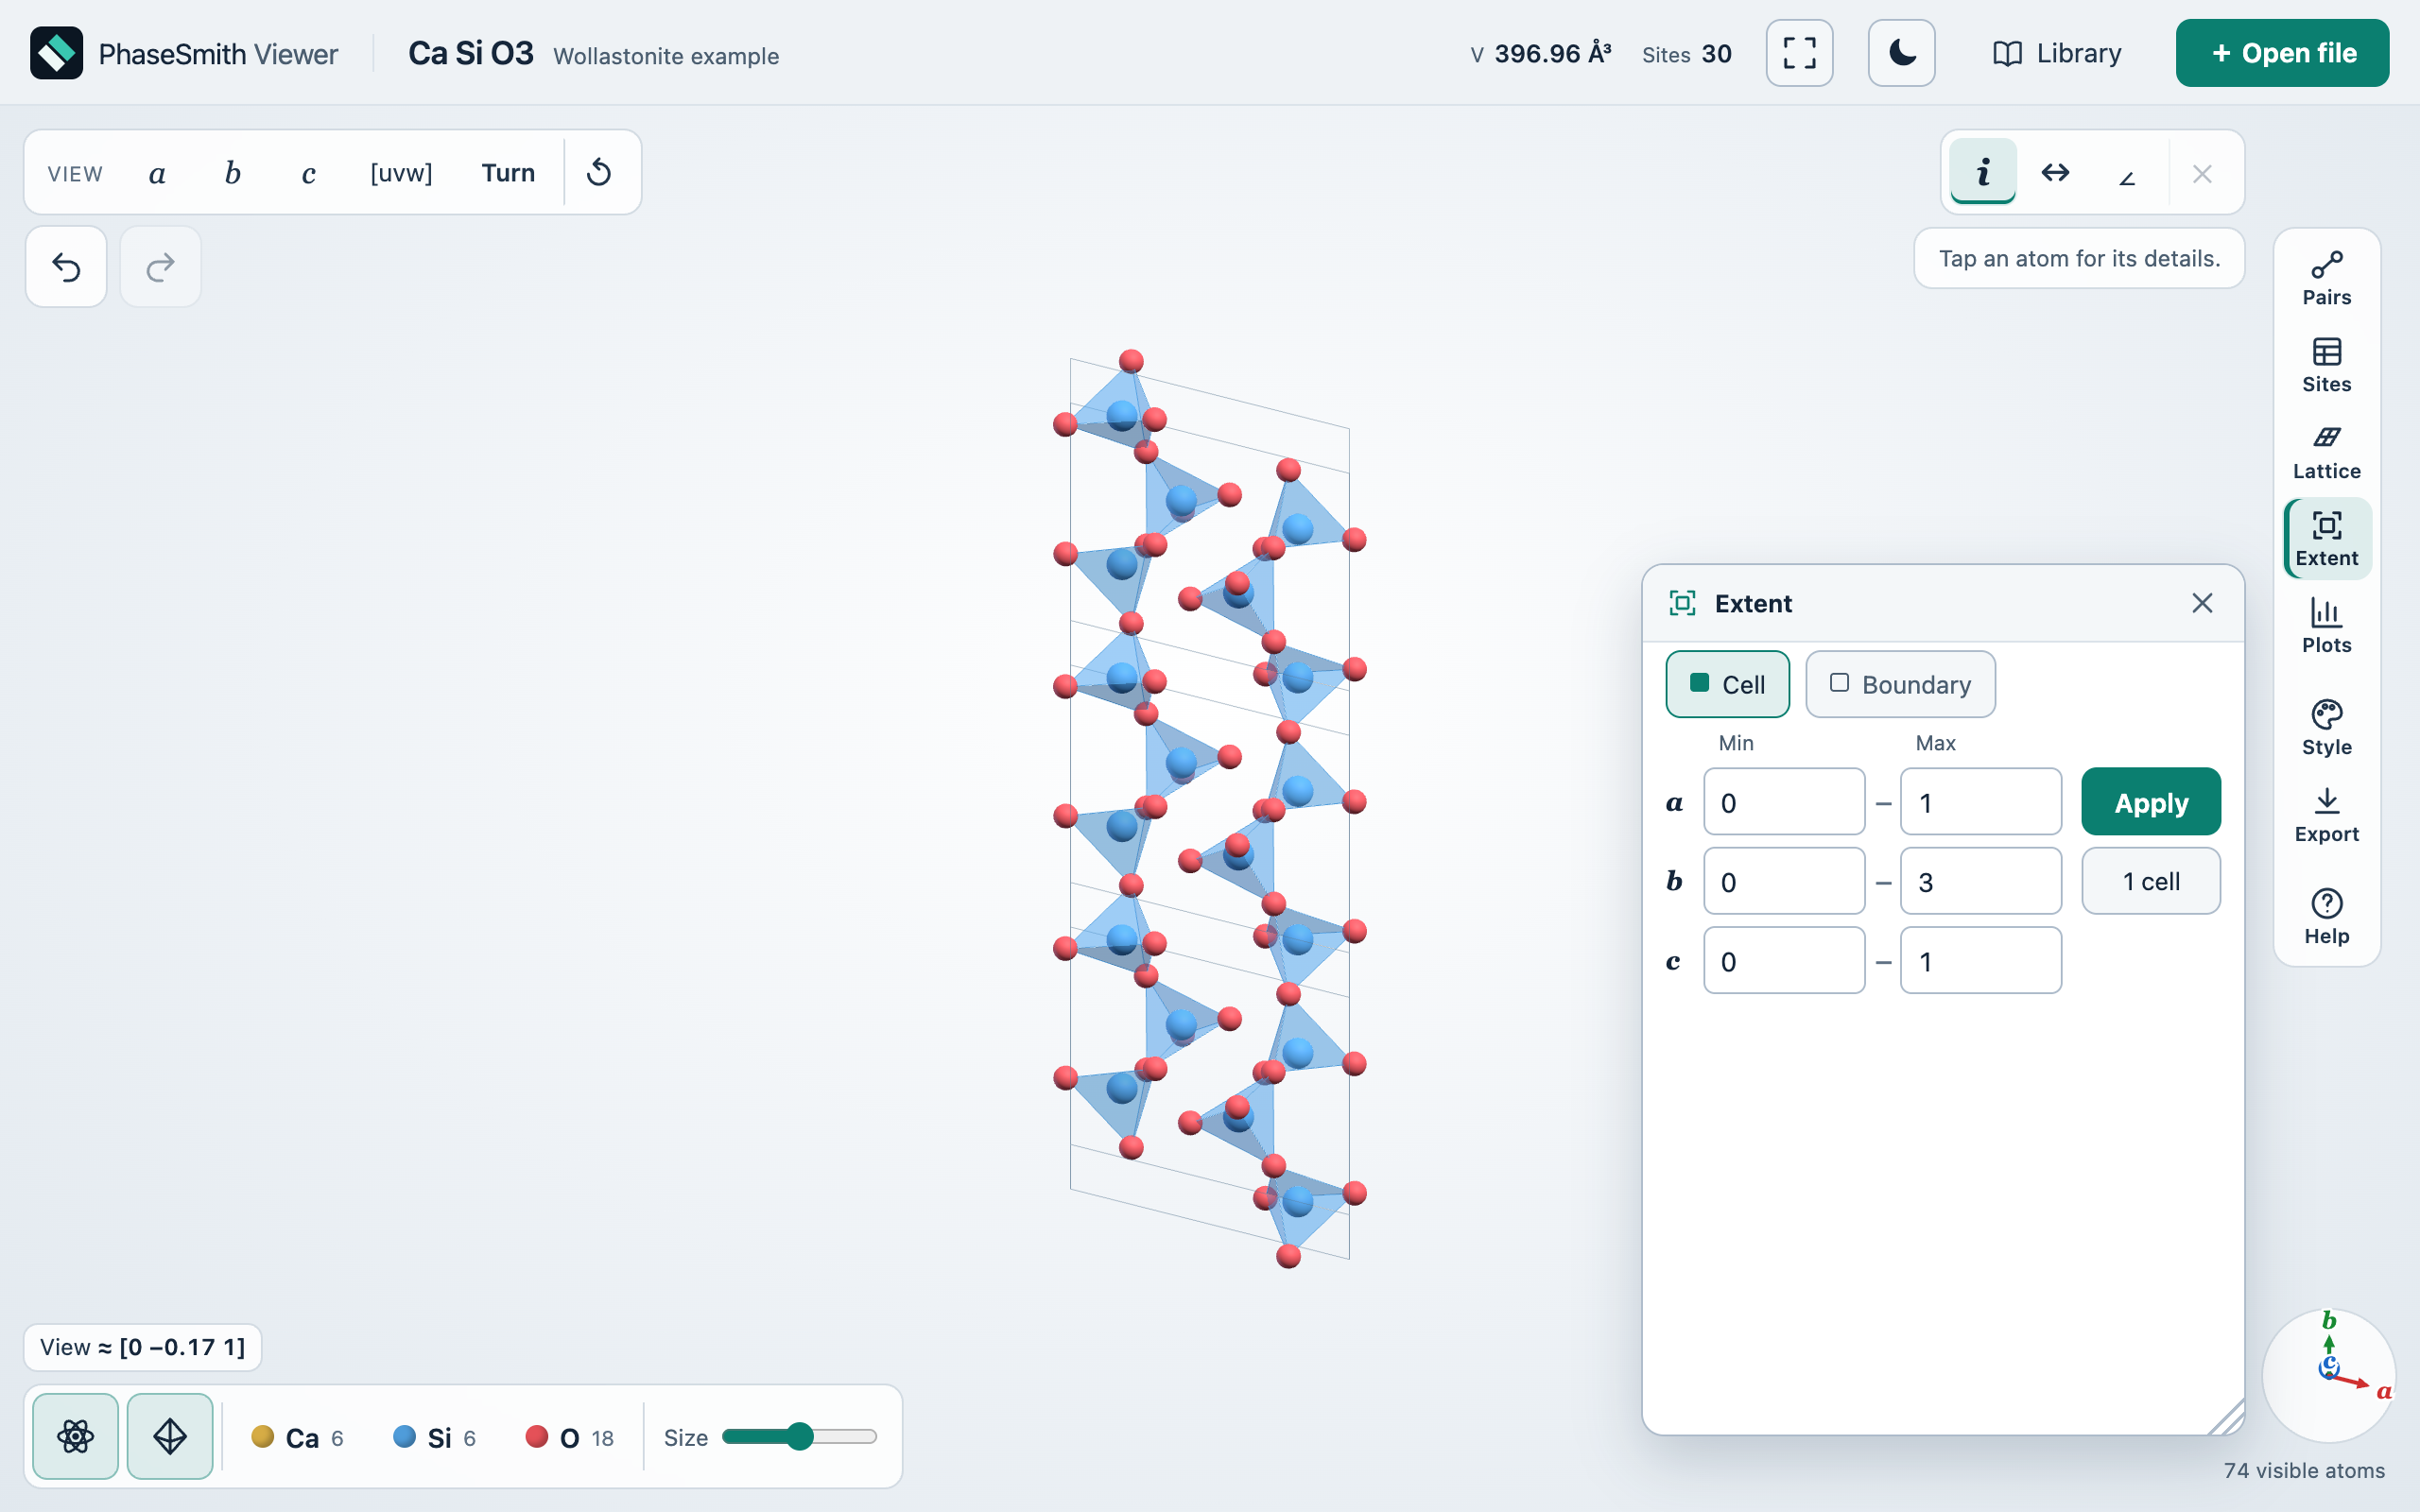 PhaseSmith Viewer
Ca Si O3 Wollastonite example
V 396.96 Å³ Sites 30
Library
+ Open file
VIEW a b c [uvw] Turn
i
Tap an atom for its details.
Pairs
Sites
Lattice
Extent
Plots
Style
Export
Help
Extent
Cell Boundary
Min Max
a 0 – 1 Apply
b 0 – 3 1 cell
c 0 – 1
View ≈ [0 −0.17 1]
Ca 6 Si 6 O 18 Size
b
c
a
74 visible atoms